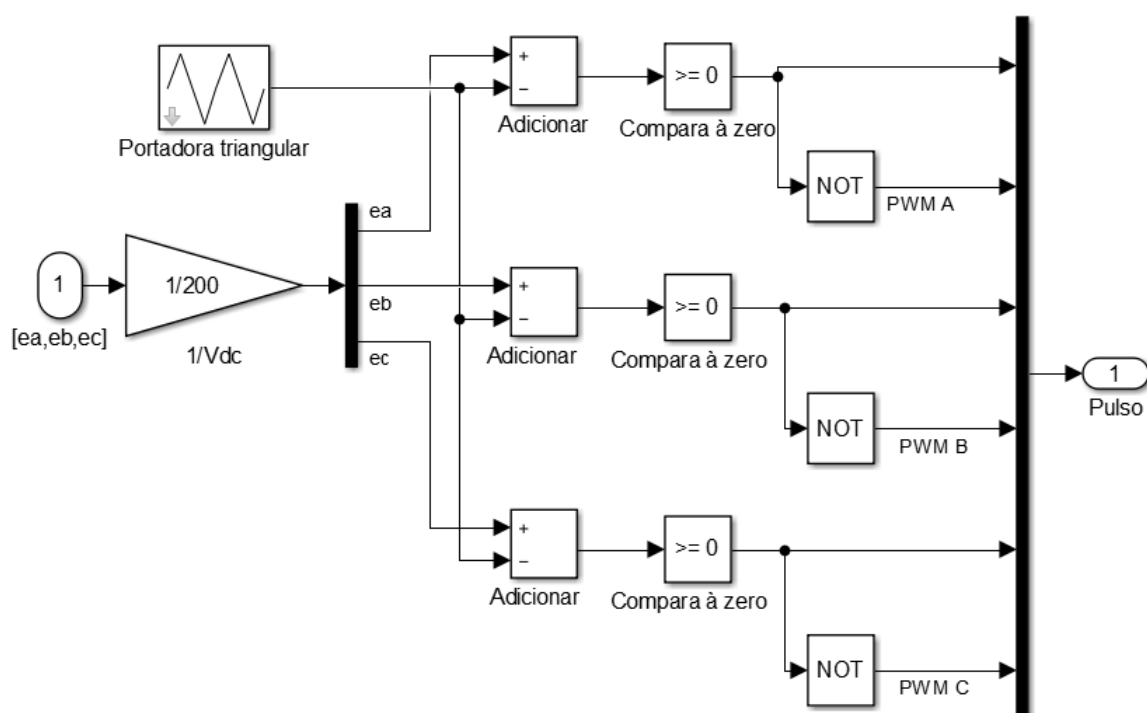 +
−
Adicionar
>= 0
Compara à zero
Portadora triangular
NOT
PWM A
ea
1
[ea,eb,ec]
1/200
1/Vdc
eb
ec
+
−
Adicionar
>= 0
Compara à zero
NOT
PWM B
1
Pulso
+
−
Adicionar
>= 0
Compara à zero
NOT
PWM C